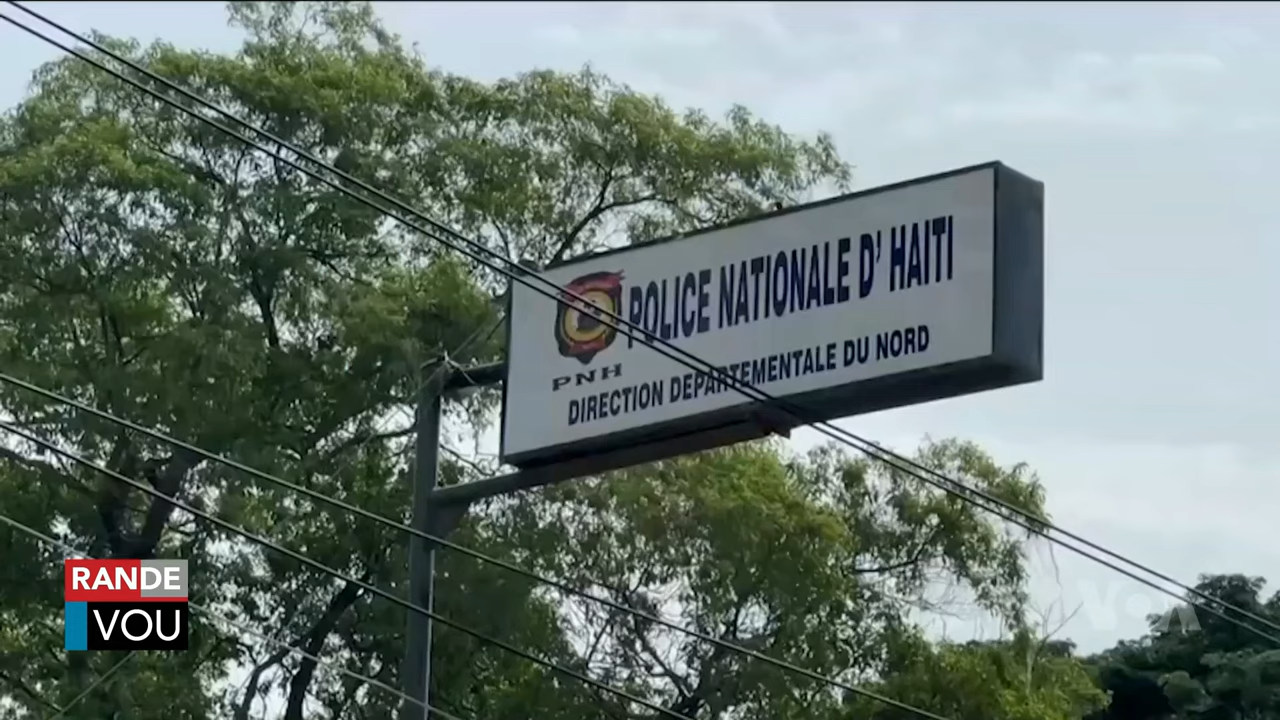 POLICE NATIONALE D' HAITI
PNH
DIRECTION DEPARTEMENTALE DU NORD
RANDE
VOU
VOA